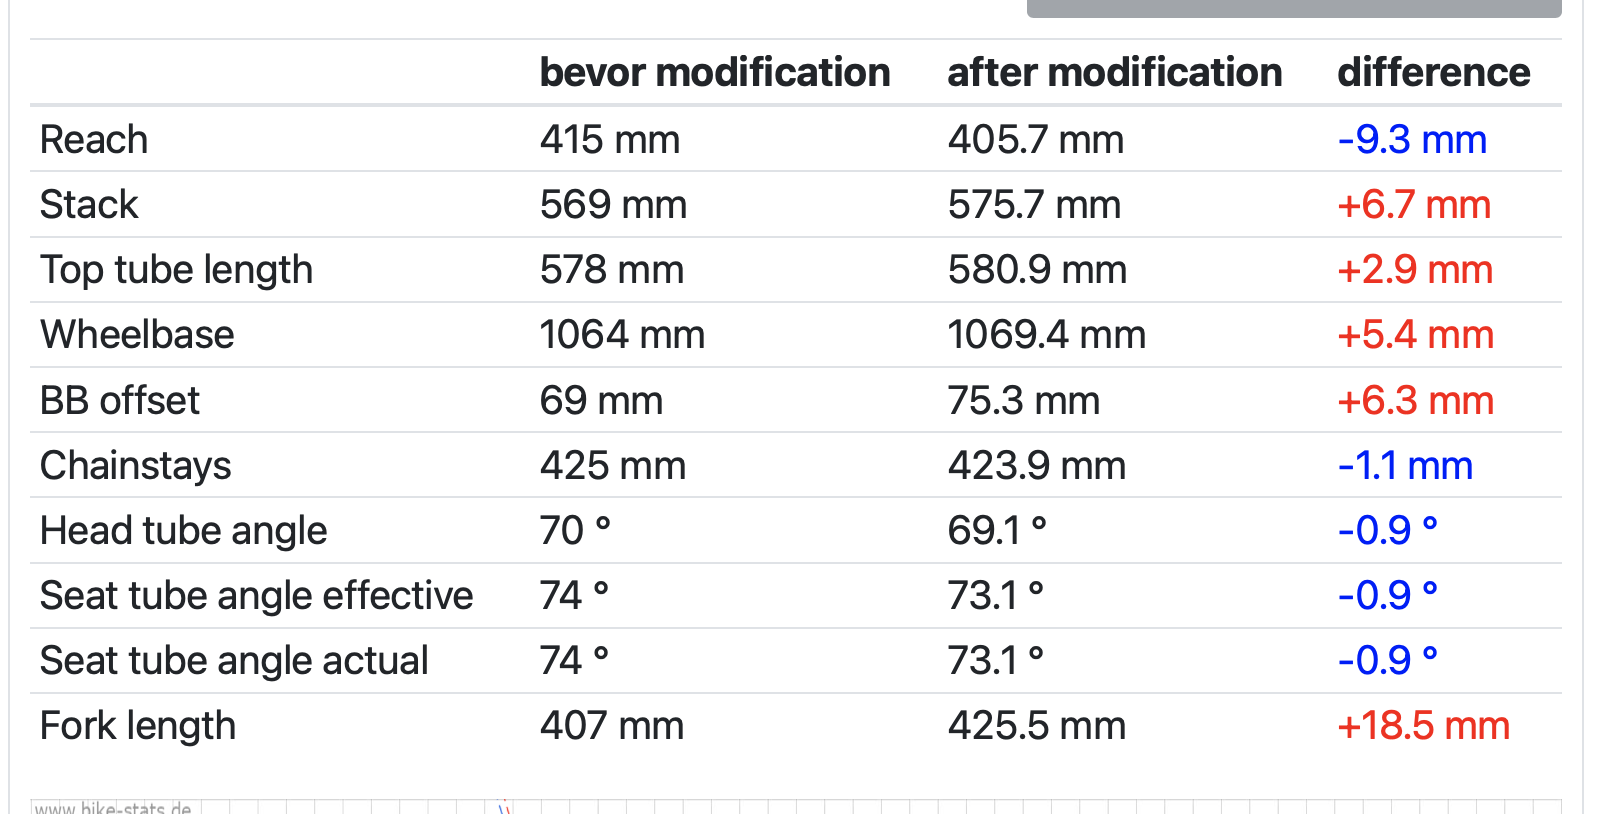 bevor modification after modification difference
Reach 415 mm 405.7 mm -9.3 mm
Stack 569 mm 575.7 mm +6.7 mm
Top tube length 578 mm 580.9 mm +2.9 mm
Wheelbase 1064 mm 1069.4 mm +5.4 mm
BB offset 69 mm 75.3 mm +6.3 mm
Chainstays 425 mm 423.9 mm -1.1 mm
Head tube angle 70 ° 69.1 ° -0.9 °
Seat tube angle effective 74 ° 73.1 ° -0.9 °
Seat tube angle actual 74 ° 73.1 ° -0.9 °
Fork length 407 mm 425.5 mm +18.5 mm
www.bike-stats.de